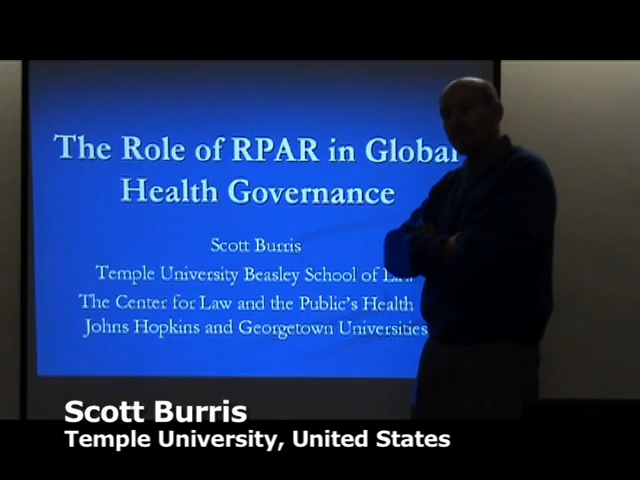 The Role of RPAR in Global
Health Governance
Scott Burris
Temple University Beasley School of Law
The Center for Law and the Public's Health
Johns Hopkins and Georgetown Universities
Scott Burris
Temple University, United States